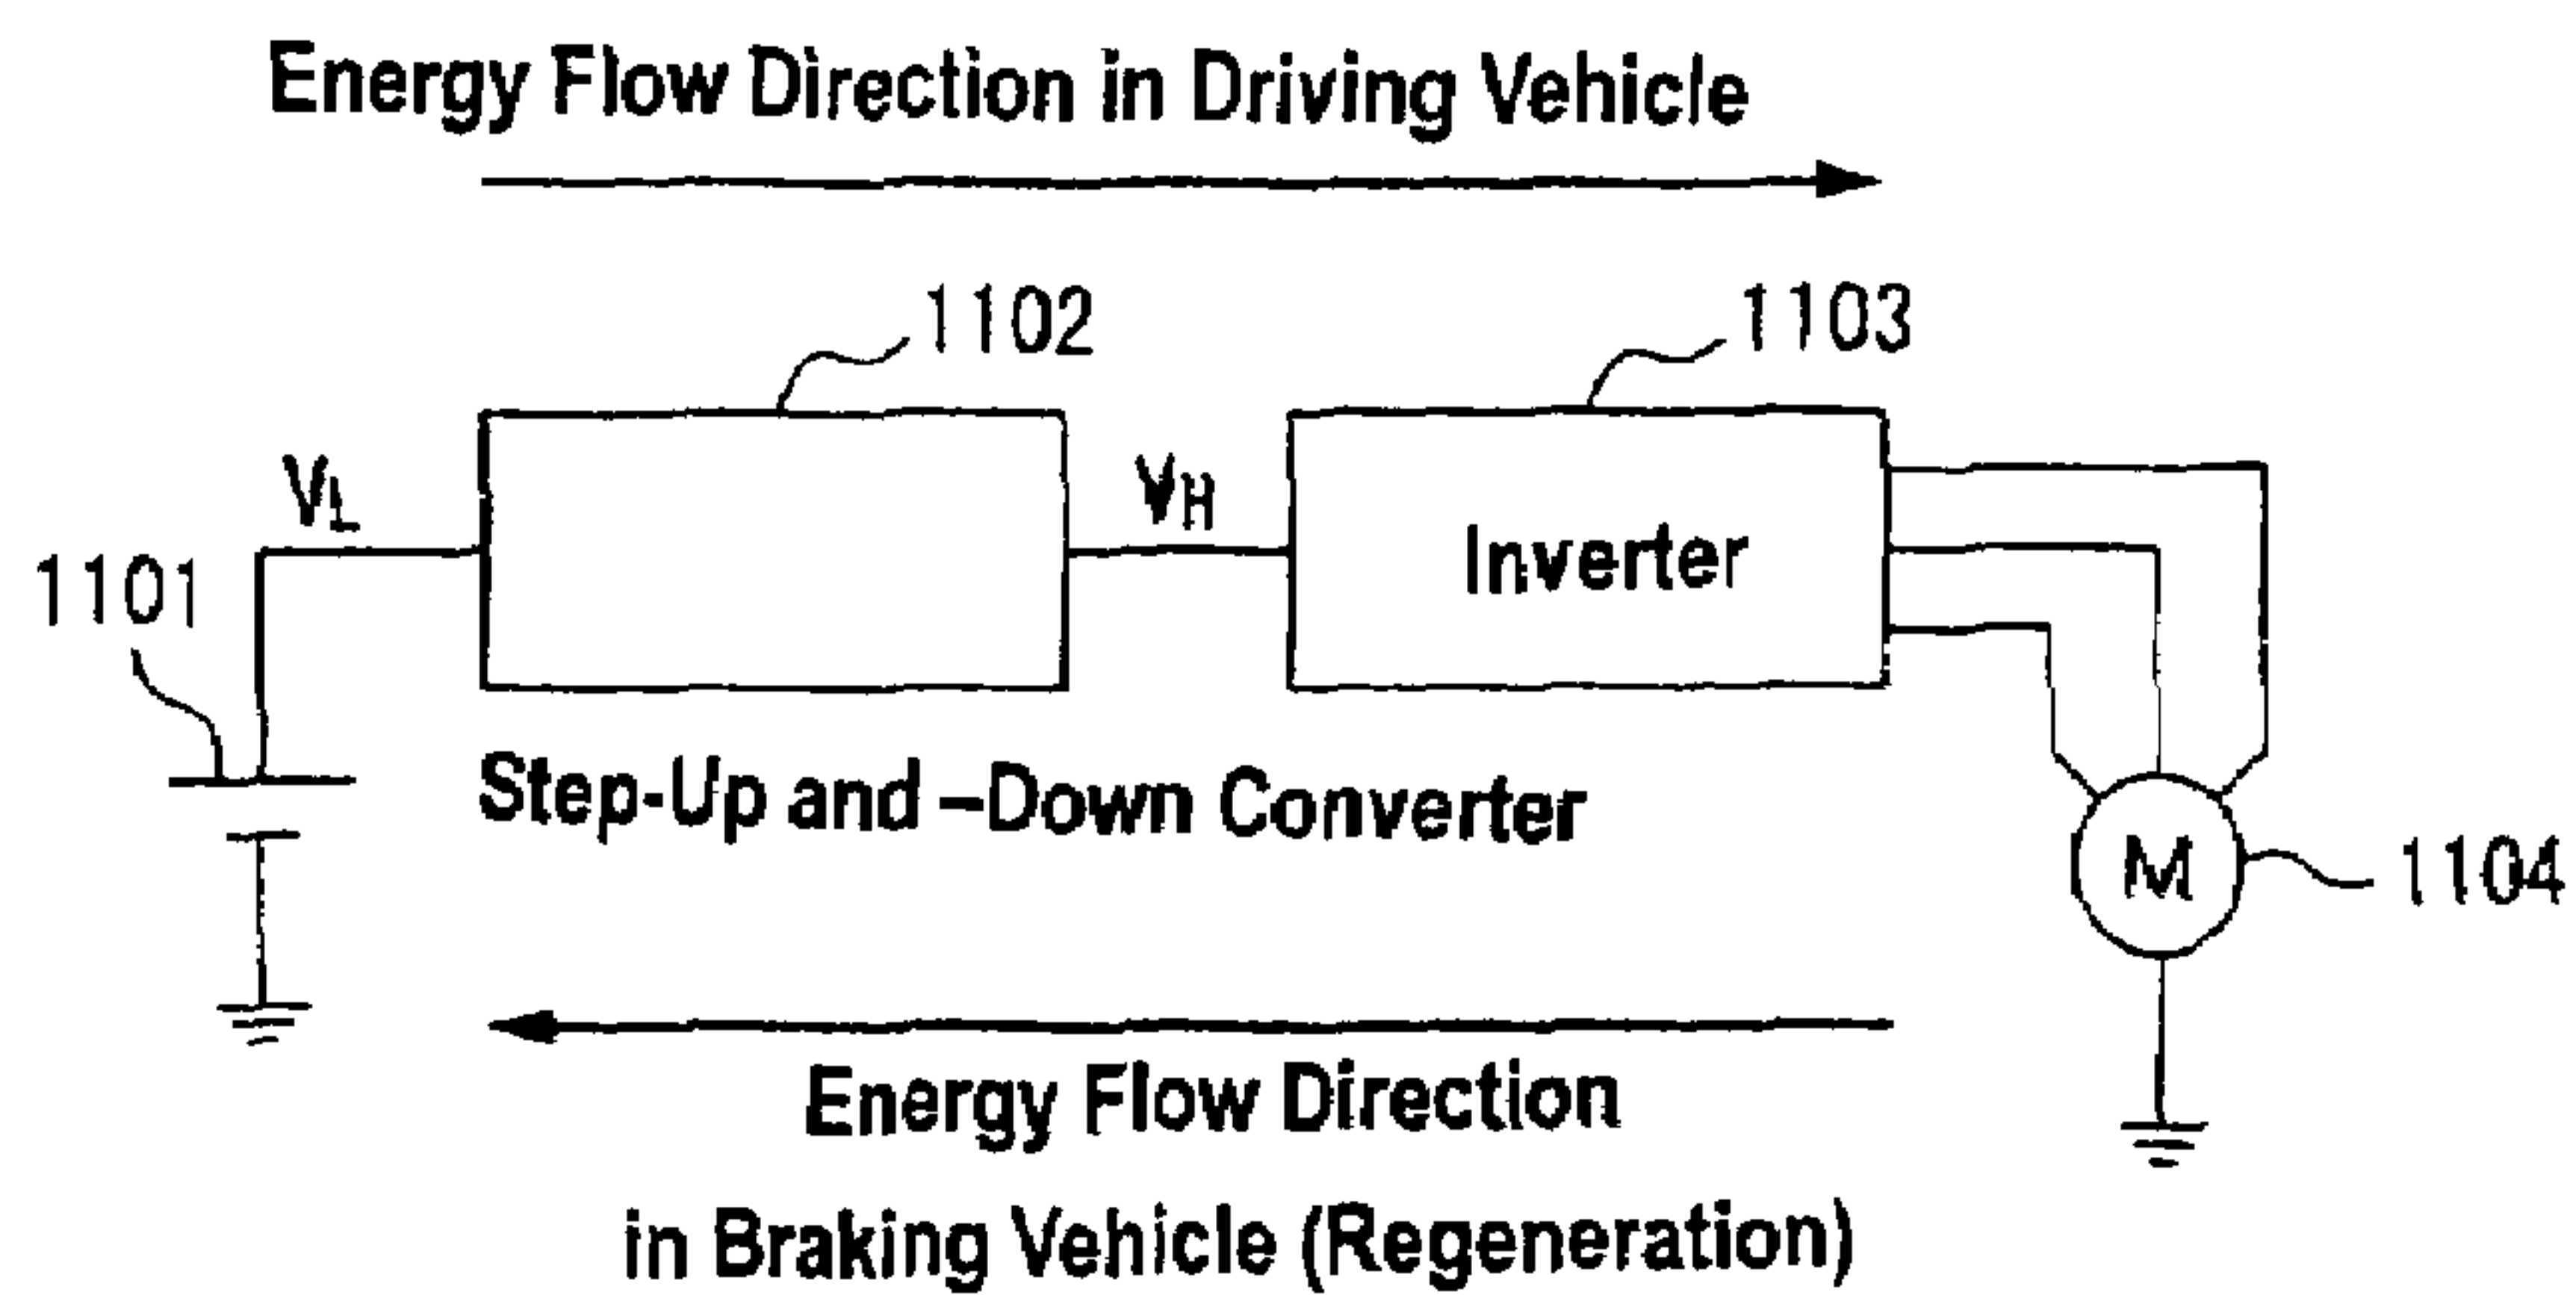 Energy Flow Direction in Driving Vehicle
1102
1103
VL
VH
1101
Inverter
Step-Up and –Down Converter
M
1104
Energy Flow Direction
in Braking Vehicle (Regeneration)